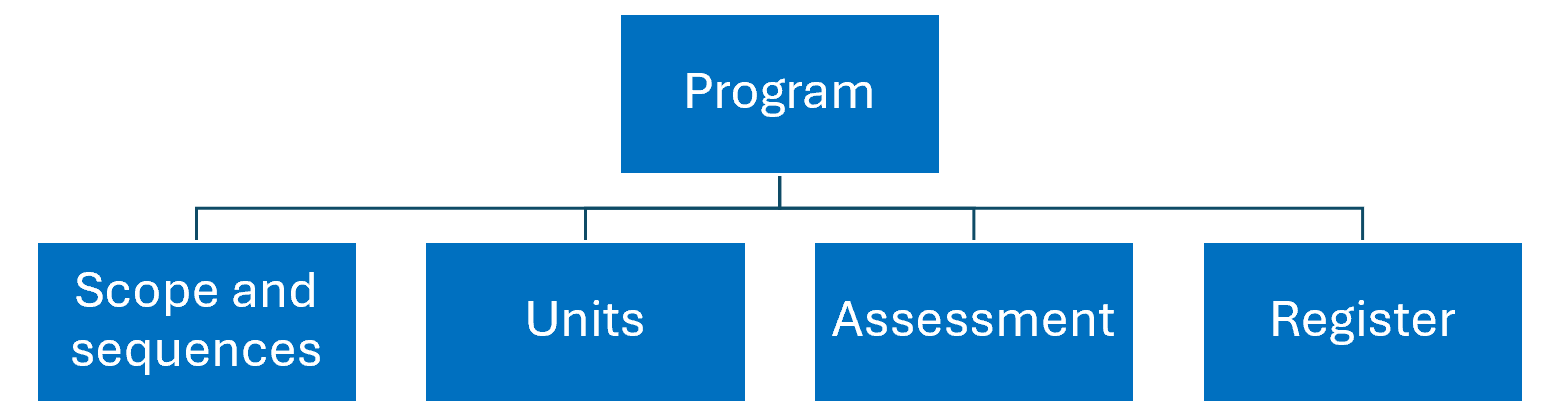 Program
Scope and
sequences
Units
Assessment
Register